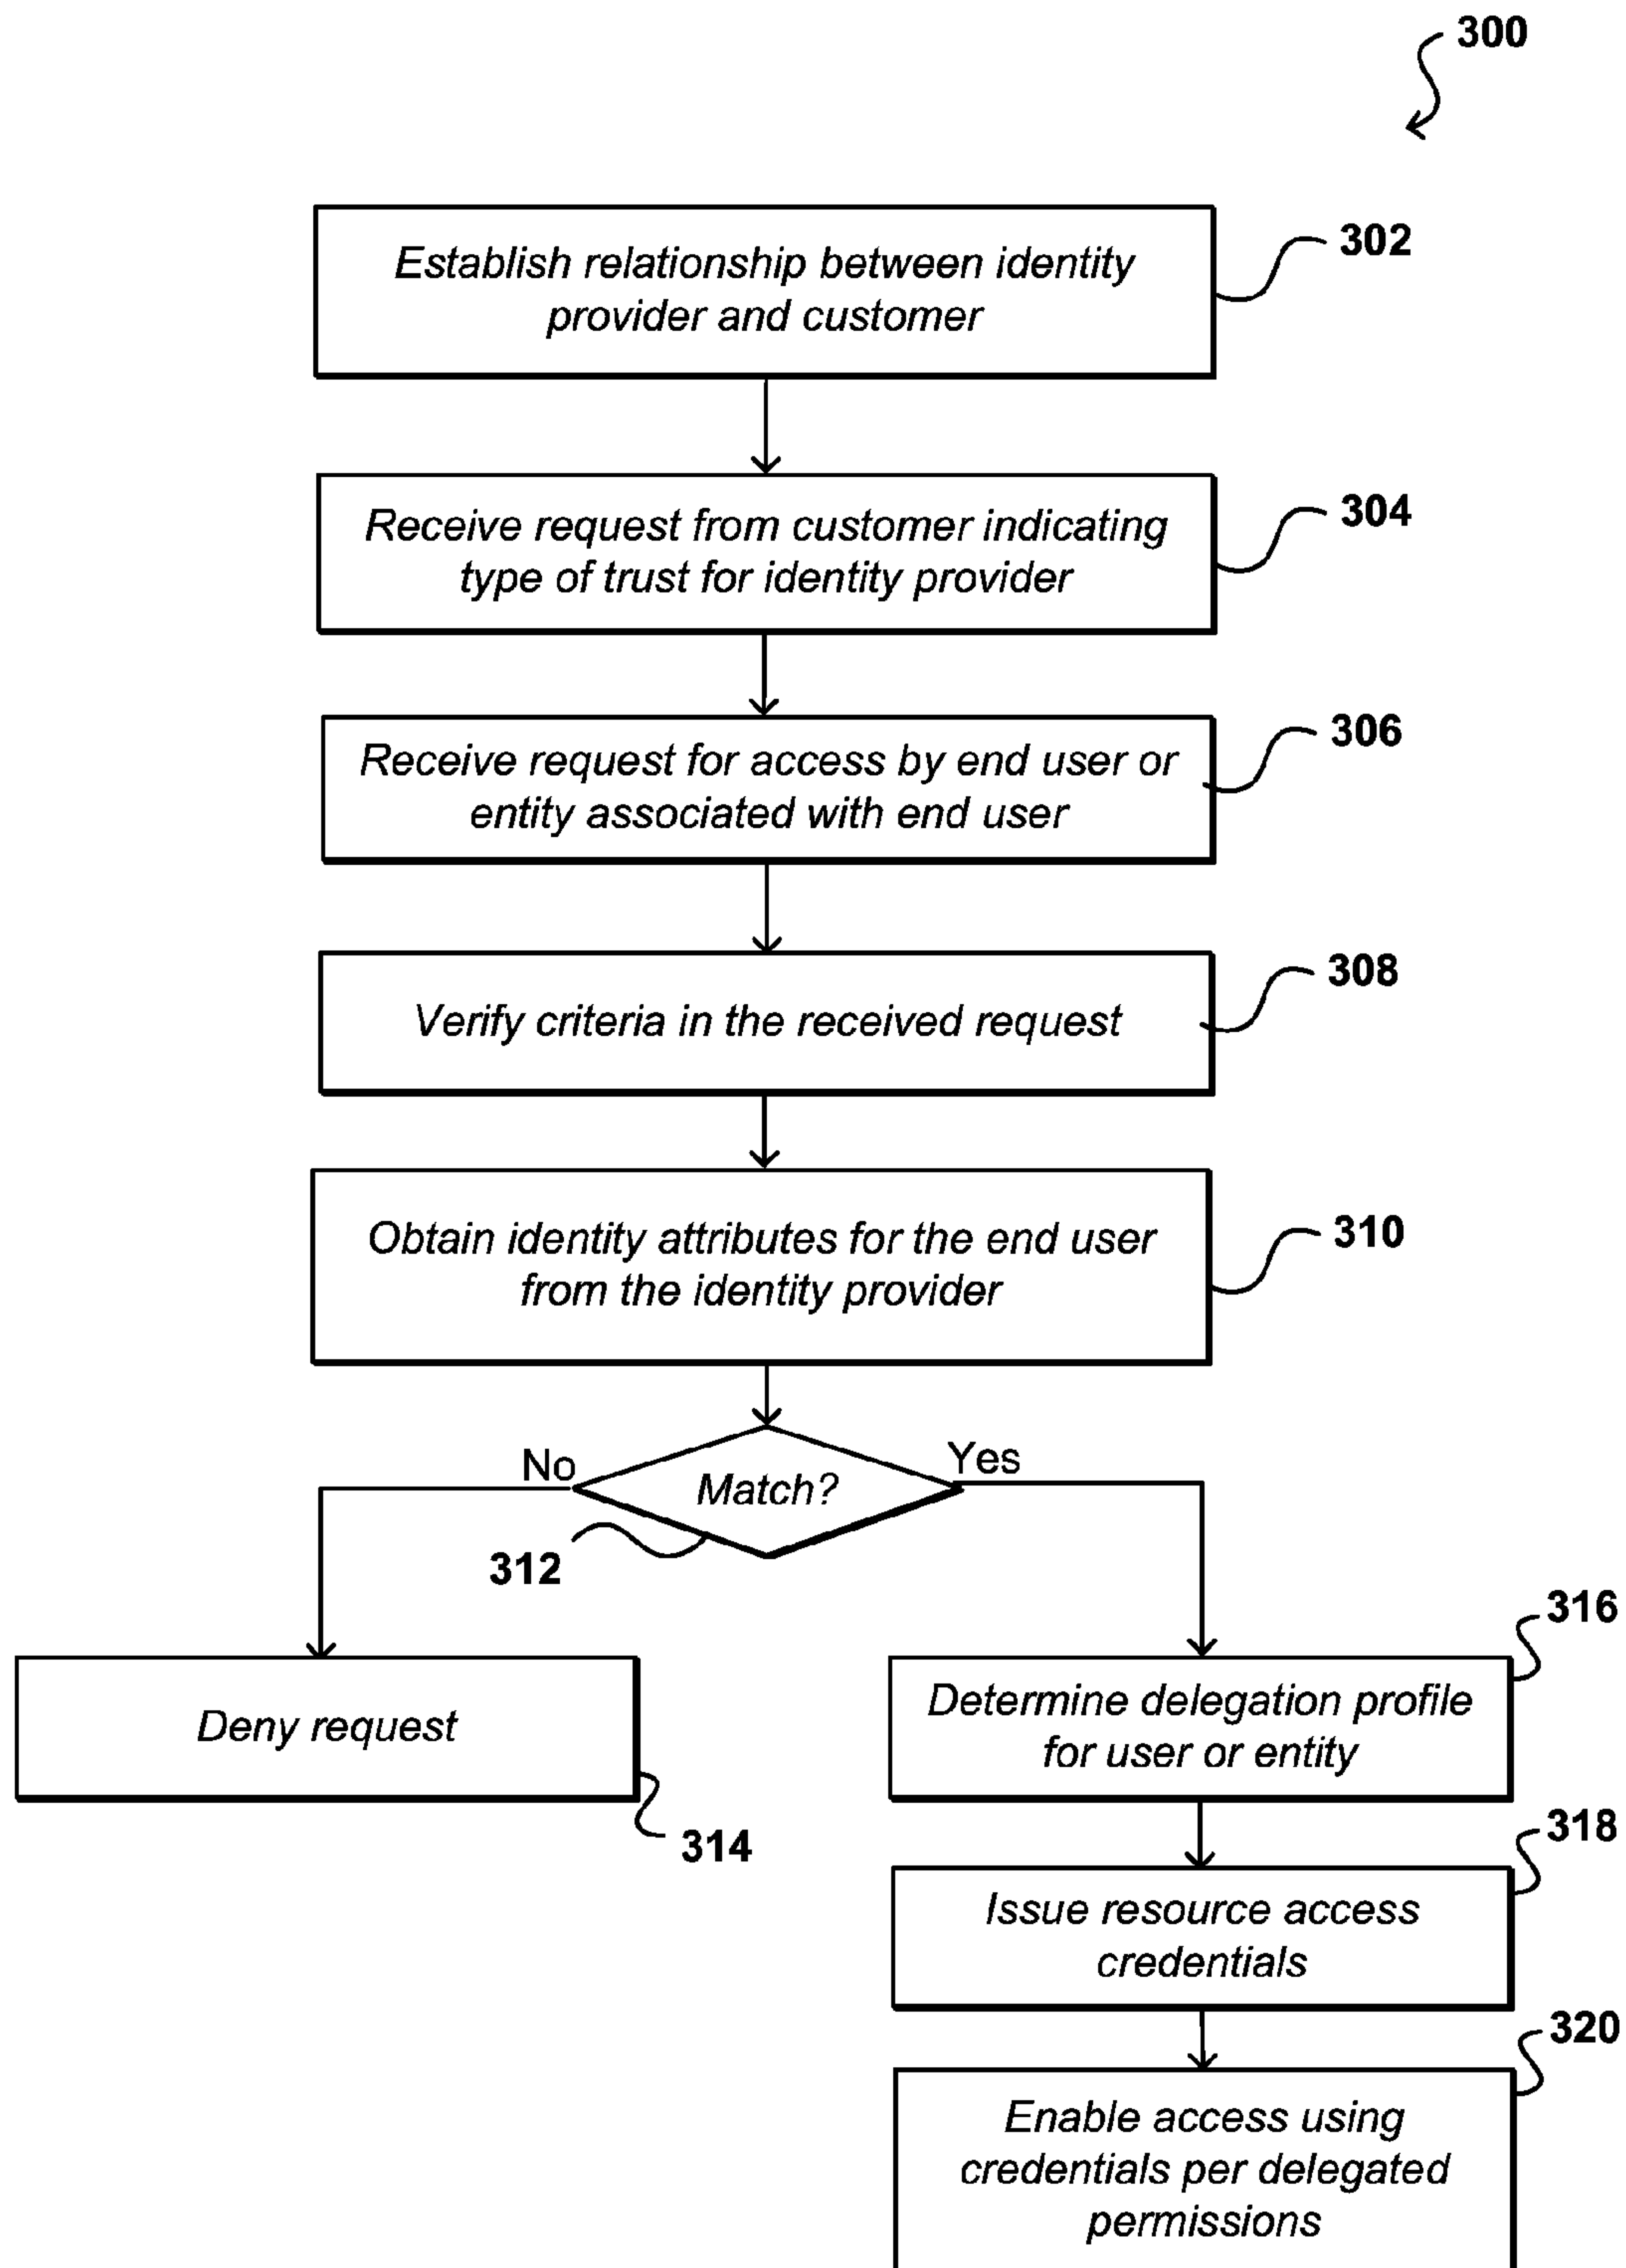 300
Establish relationship between identity
provider and customer
302
Receive request from customer indicating
type of trust for identity provider
304
Receive request for access by end user or
entity associated with end user
306
Verify criteria in the received request
308
Obtain identity attributes for the end user
from the identity provider
310
No
Match?
Yes
312
Deny request
314
Determine delegation profile
for user or entity
316
Issue resource access
credentials
318
Enable access using
credentials per delegated
permissions
320